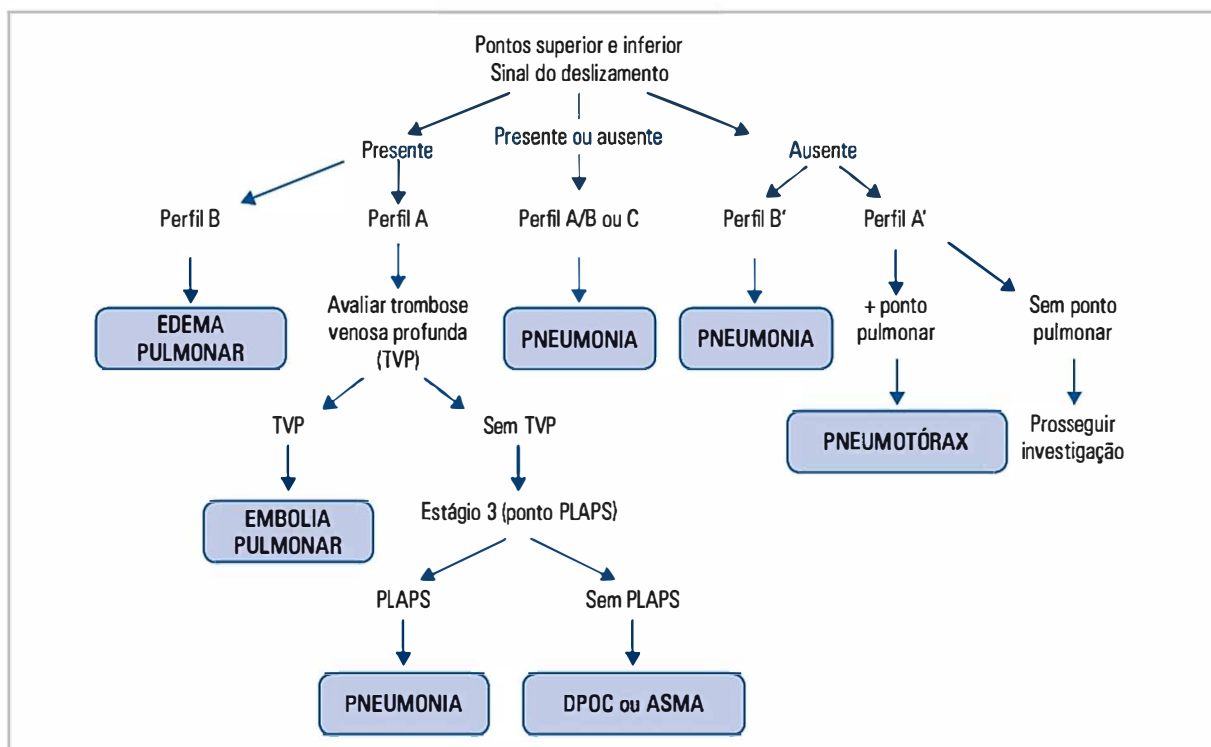 Pontos superior e inferior
Sinal do deslizamento
Presente
Presente ou ausente
Ausente
Perfil B
Perfil A
Perfil A/B ou C
Perfil B'
Perfil A'
EDEMA
PULMONAR
Avaliar trombose
venosa profunda
(TVP)
PNEUMONIA
PNEUMONIA
+ ponto
pulmonar
Sem ponto
pulmonar
TVP
Sem TVP
PNEUMOTÓRAX
Prosseguir
investigação
EMBOLIA
PULMONAR
Estágio 3 (ponto PLAPS)
PLAPS
Sem PLAPS
PNEUMONIA
DPOC ou ASMA